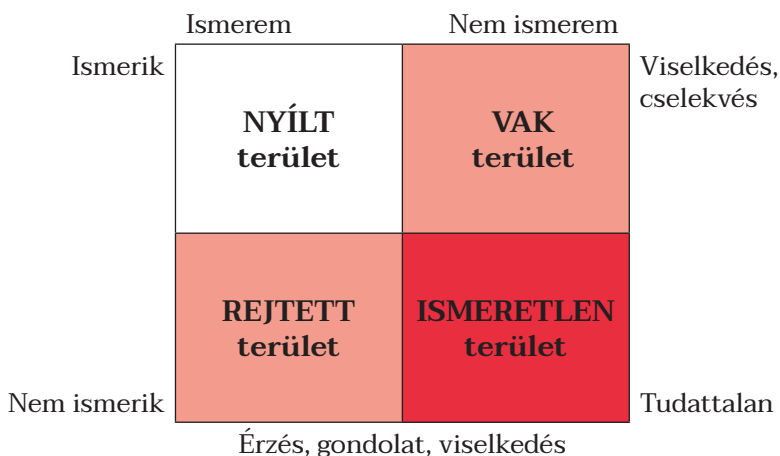 Ismerem
Nem ismerem
Ismerik
Viselkedés,
cselekvés
NYÍLT
terület
VAK
terület
REJTETT
terület
ISMERETLEN
terület
Nem ismerik
Tudattalan
Érzés, gondolat, viselkedés